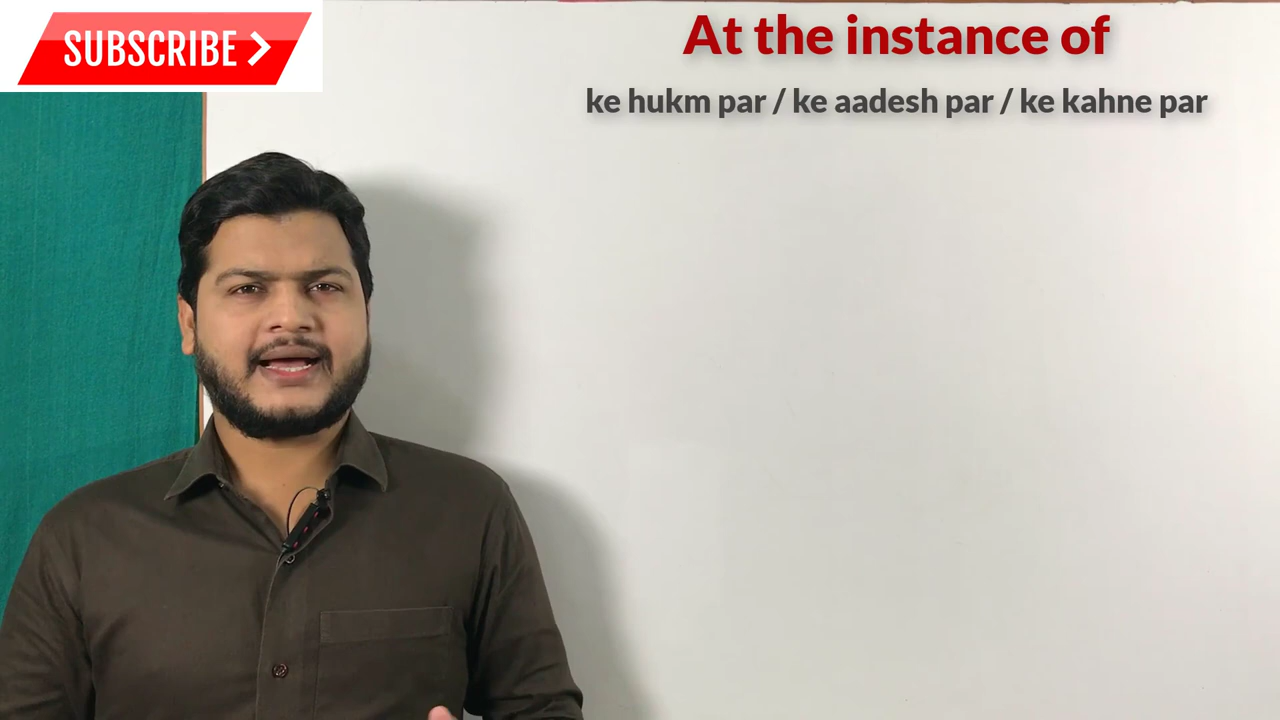 SUBSCRIBE
At the instance of
ke hukm par / ke aadesh par / ke kahne par